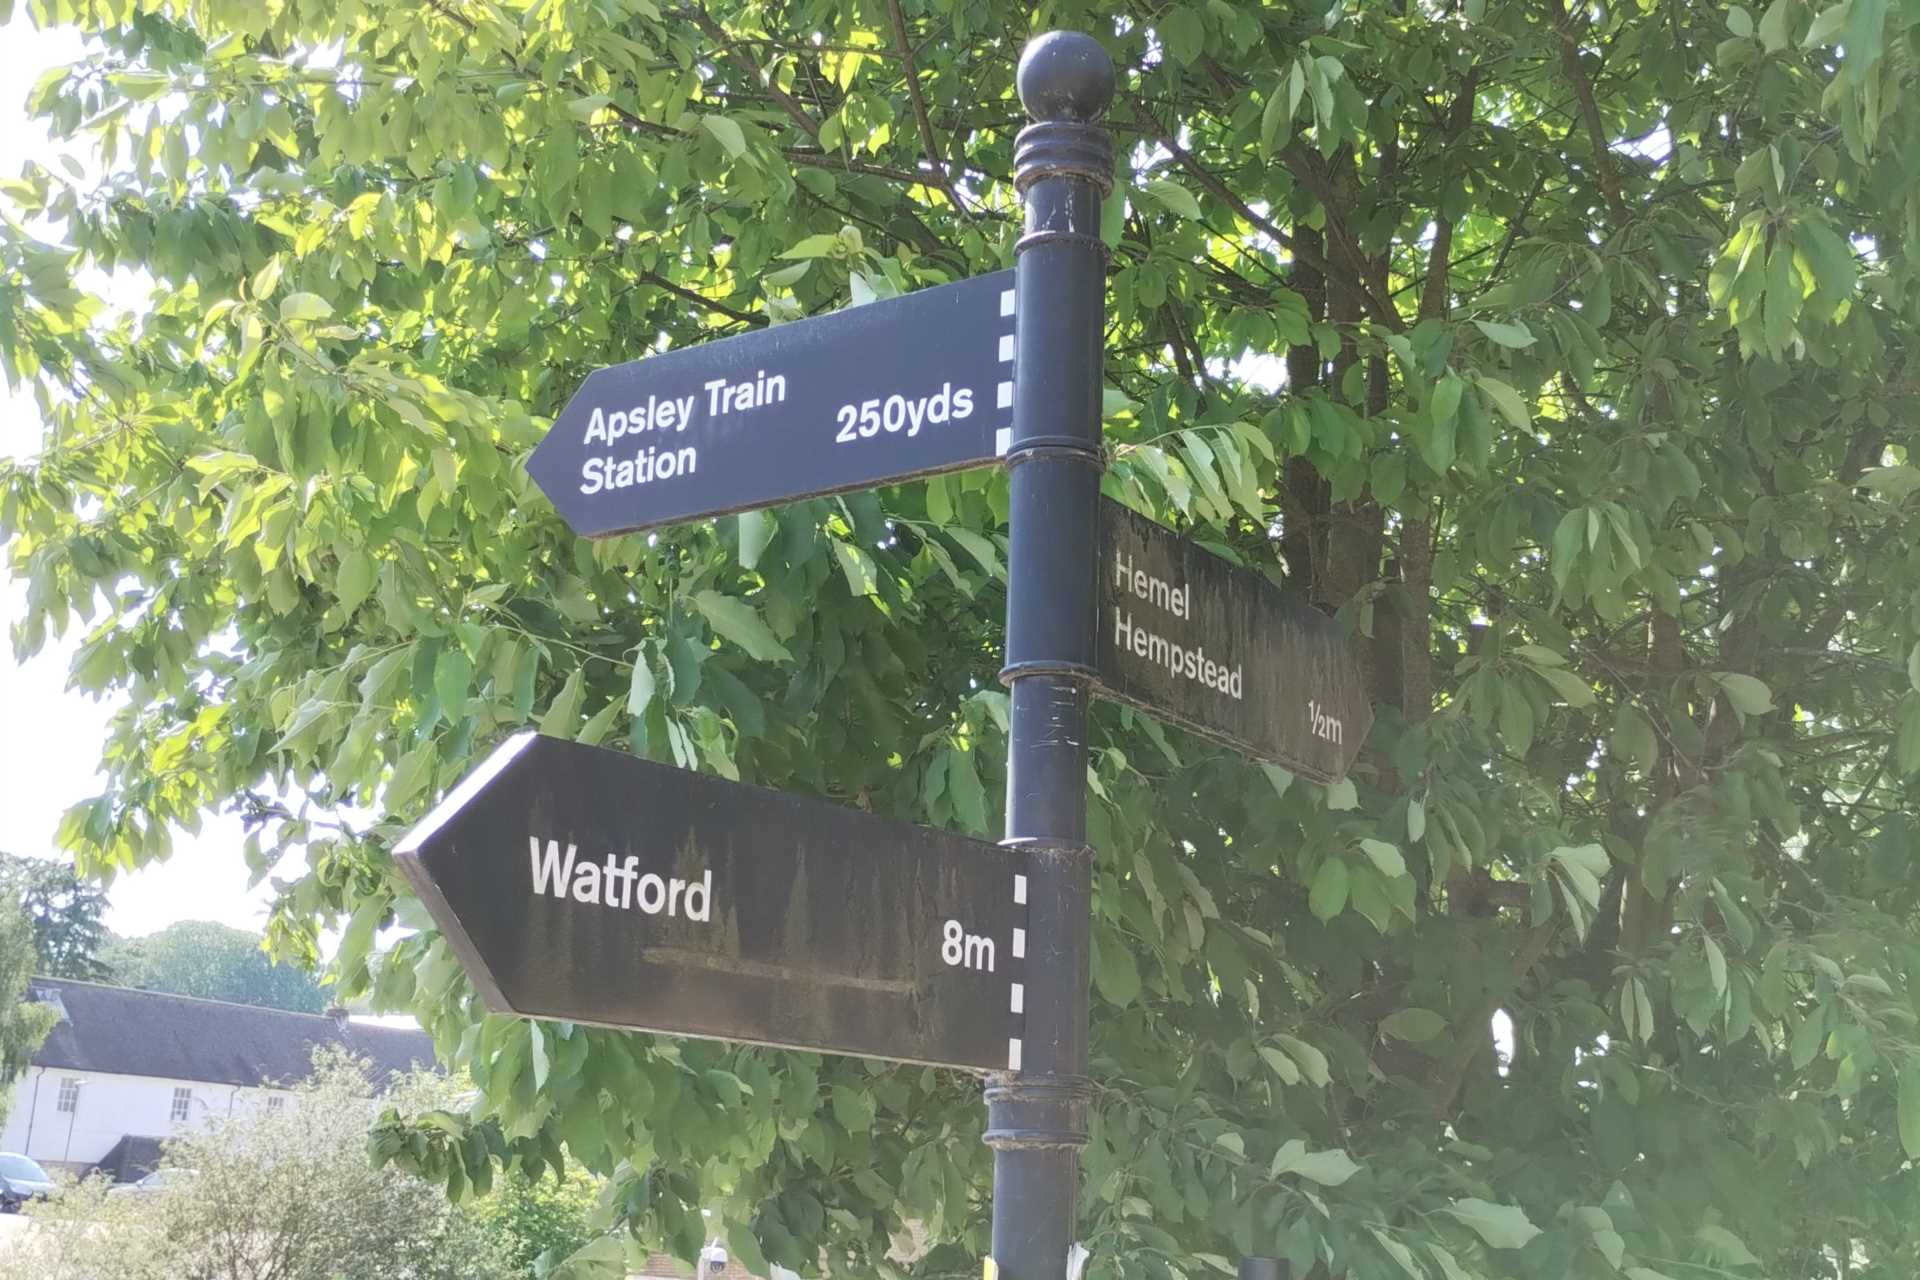 Apsley Train
Station
250yds
Hemel
Hempstead
½m
Watford
8m